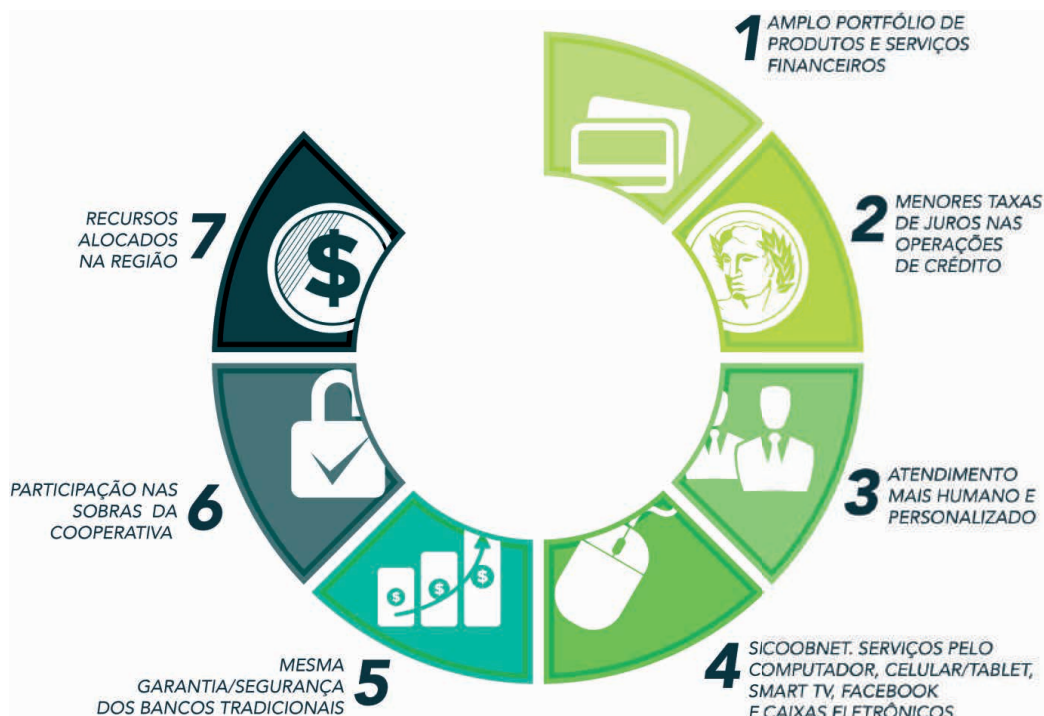 1 AMPLO PORTFÓLIO DE
PRODUTOS E SERVIÇOS
FINANCEIROS
2 MENORES TAXAS
DE JUROS NAS
OPERAÇÕES
DE CRÉDITO
3 ATENDIMENTO
MAIS HUMANO E
PERSONALIZADO
4 SICOOBNET. SERVIÇOS PELO
COMPUTADOR, CELULAR/TABLET,
SMART TV, FACEBOOK
E CAIXAS ELETRÔNICOS
5 MESMA
GARANTIA/SEGURANÇA
DOS BANCOS TRADICIONAIS
6 PARTICIPAÇÃO NAS
SOBRAS DA
COOPERATIVA
7 RECURSOS
ALOCADOS
NA REGIÃO
$
$ $ $